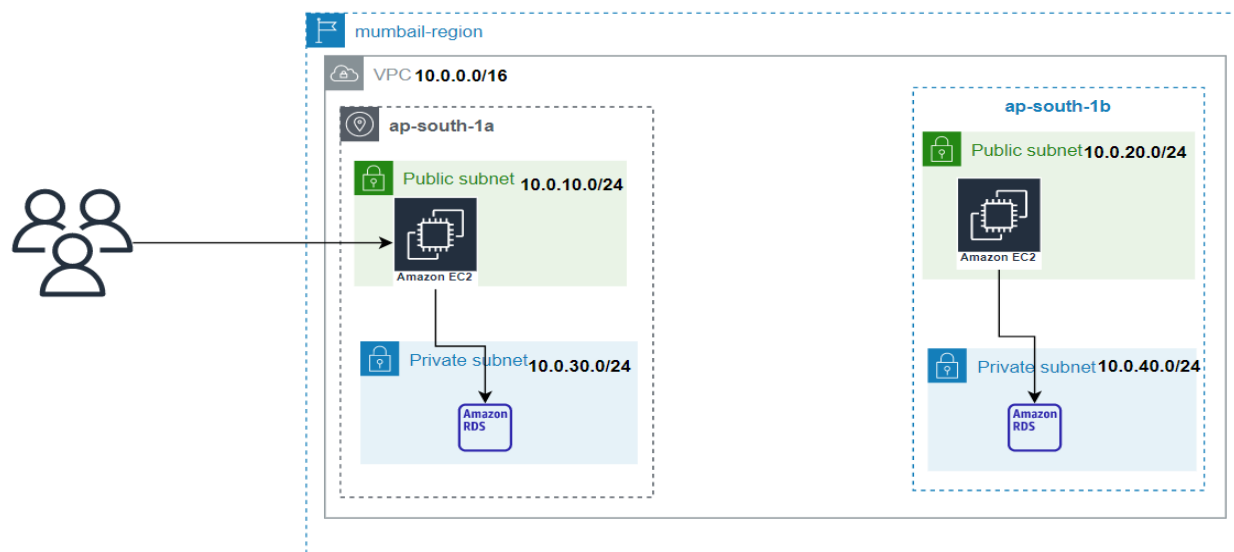 mumbail-region
VPC 10.0.0.0/16
ap-south-1a
Public subnet 10.0.10.0/24
Amazon EC2
Private subnet 10.0.30.0/24
Amazon
RDS
ap-south-1b
Public subnet 10.0.20.0/24
Amazon EC2
Private subnet 10.0.40.0/24
Amazon
RDS